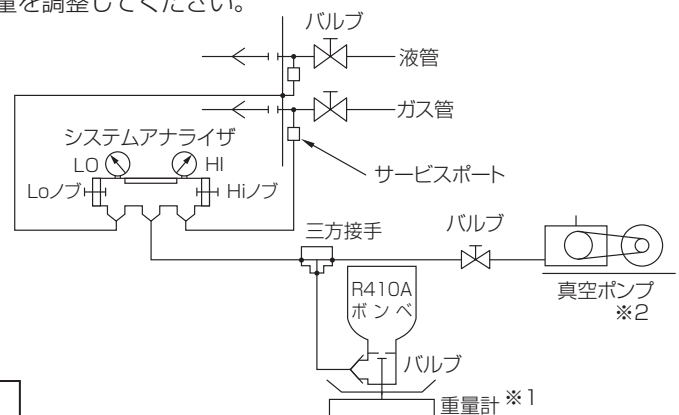 量を調整してください。
バルブ
液管
ガス管
システムアナライザ
LO
HI
Loノブ
Hiノブ
サービスポート
三方接手
バルブ
R410A
ボンベ
真空ポンプ
※2
バルブ
重量計※1